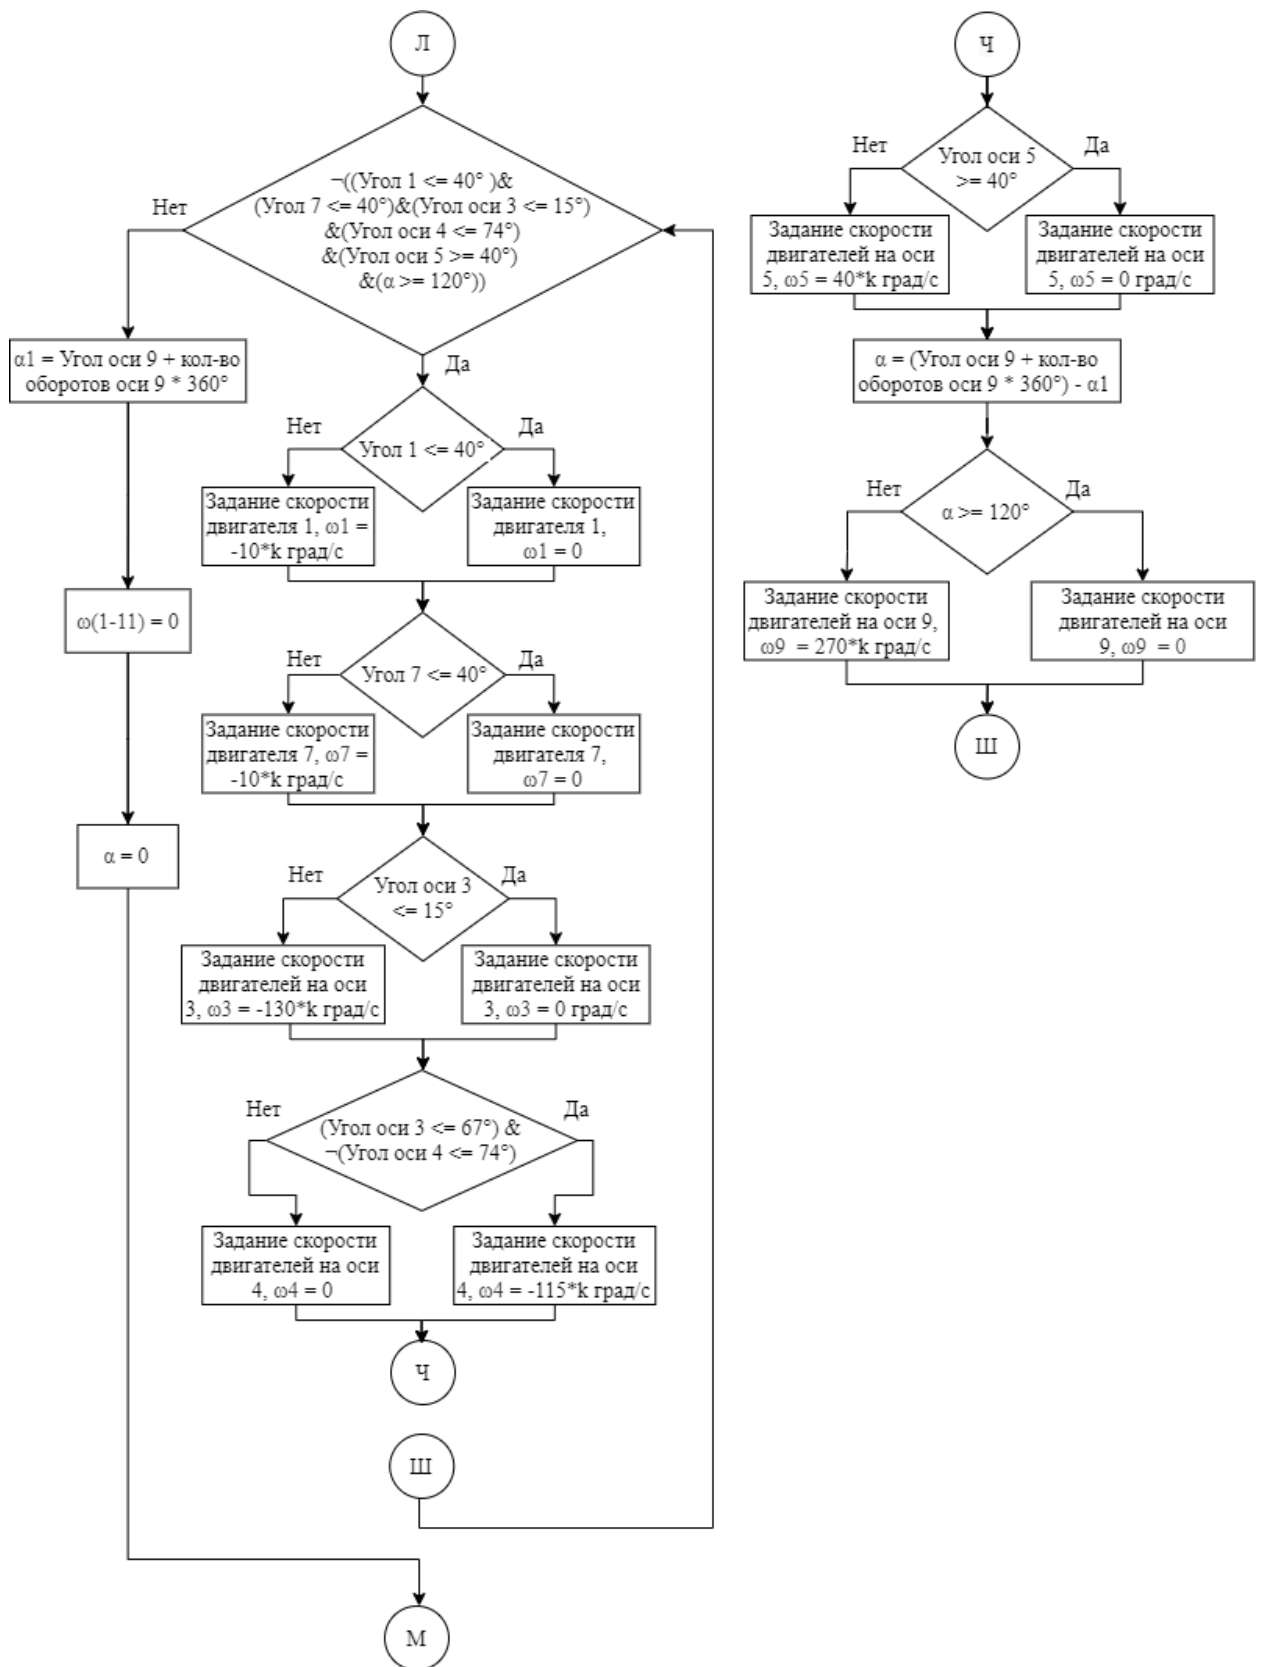 Л
¬((Угол 1 <= 40° )&
(Угол 7 <= 40°)&(Угол оси 3 <= 15°)
&(Угол оси 4 <= 74°)
&(Угол оси 5 >= 40°)
&(α >= 120°))
Нет
Да
α1 = Угол оси 9 + кол-во
оборотов оси 9 * 360°
ω(1-11) = 0
α = 0
Угол 1 <= 40°
Нет
Да
Задание скорости
двигателя 1, ω1 =
-10*k град/с
Задание скорости
двигателя 1,
ω1 = 0
Угол 7 <= 40°
Нет
Да
Задание скорости
двигателя 7, ω7 =
-10*k град/с
Задание скорости
двигателя 7,
ω7 = 0
Угол оси 3
<= 15°
Нет
Да
Задание скорости
двигателей на оси
3, ω3 = -130*k град/с
Задание скорости
двигателей на оси
3, ω3 = 0 град/с
(Угол оси 3 <= 67°) &
¬(Угол оси 4 <= 74°)
Нет
Да
Задание скорости
двигателей на оси
4, ω4 = 0
Задание скорости
двигателей на оси
4, ω4 = -115*k град/с
Ч
Ш
М
Ч
Угол оси 5
>= 40°
Нет
Да
Задание скорости
двигателей на оси
5, ω5 = 40*k град/с
Задание скорости
двигателей на оси
5, ω5 = 0 град/с
α = (Угол оси 9 + кол-во
оборотов оси 9 * 360°) - α1
α >= 120°
Нет
Да
Задание скорости
двигателей на оси 9,
ω9 = 270*k град/с
Задание скорости
двигателей на оси
9, ω9 = 0
Ш